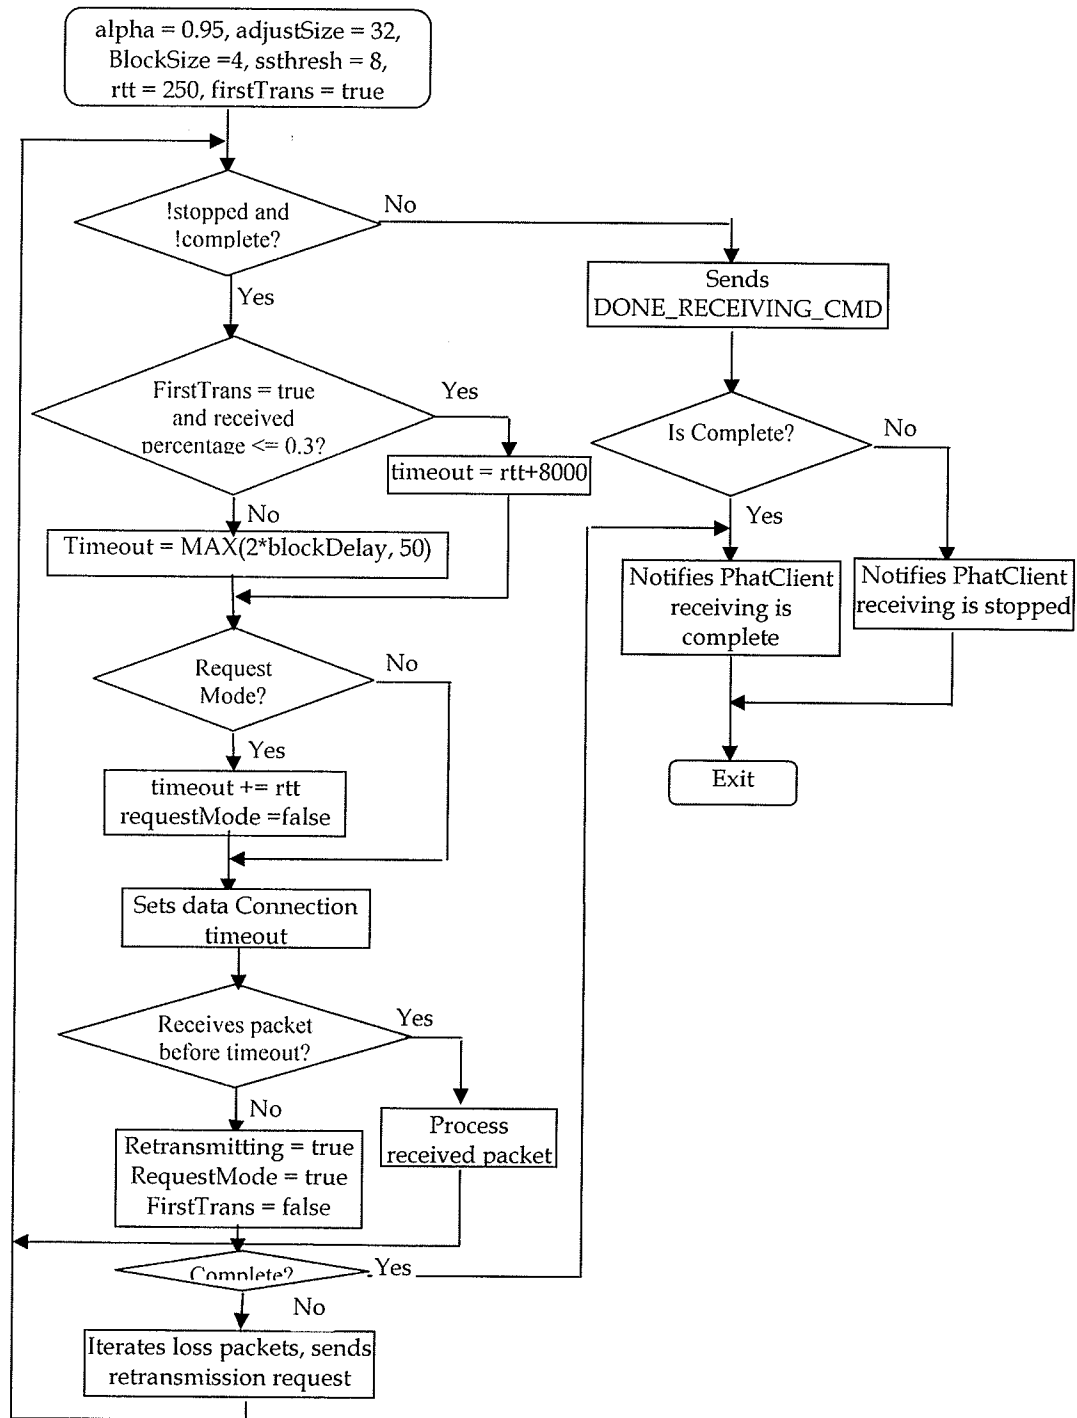 alpha = 0.95, adjustSize = 32,
BlockSize =4, ssthresh = 8,
rtt = 250, firstTrans = true
!stopped and
!complete?
No
Yes
Sends
DONE_RECEIVING_CMD
FirstTrans = true
and received
percentage <= 0.3?
Yes
No
timeout = rtt+8000
Timeout = MAX(2*blockDelay, 50)
Is Complete?
No
Yes
Notifies PhatClient
receiving is
complete
Notifies PhatClient
receiving is stopped
Exit
Request
Mode?
No
Yes
timeout += rtt
requestMode =false
Sets data Connection
timeout
Receives packet
before timeout?
Yes
No
Process
received packet
Retransmitting = true
RequestMode = true
FirstTrans = false
Complete?
Yes
No
Iterates loss packets, sends
retransmission request